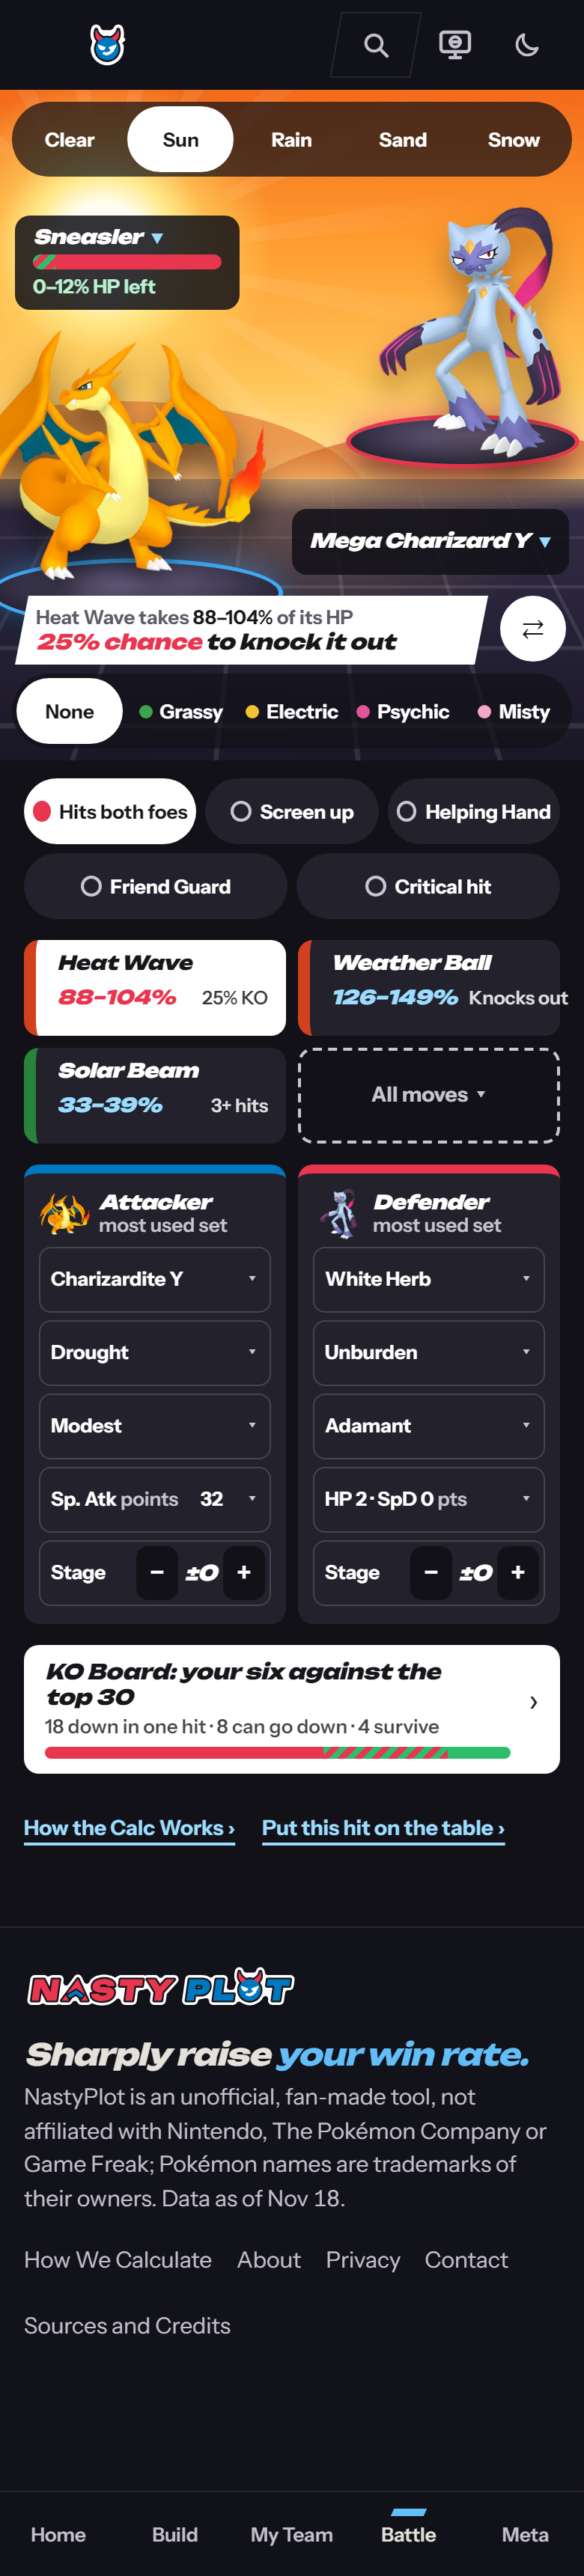 Clear Sun Rain Sand Snow
Sneasler ▼
0–12% HP left
Mega Charizard Y ▼
Heat Wave takes 88–104% of its HP
25% chance to knock it out
None Grassy Electric Psychic Misty
Hits both foes Screen up Helping Hand
Friend Guard Critical hit
Heat Wave
88–104% 25% KO
Weather Ball
126–149% Knocks out
Solar Beam
33–39% 3+ hits
All moves ▾
Attacker
most used set
Charizardite Y
Drought
Modest
Sp. Atk points 32
Stage − ±0 +
Defender
most used set
White Herb
Unburden
Adamant
HP 2 · SpD 0 pts
Stage − ±0 +
KO Board: your six against the
top 30
18 down in one hit · 8 can go down · 4 survive
How the Calc Works › Put this hit on the table ›
NASTY PLOT
Sharply raise your win rate.
NastyPlot is an unofficial, fan-made tool, not
affiliated with Nintendo, The Pokémon Company or
Game Freak; Pokémon names are trademarks of
their owners. Data as of Nov 18.
How We Calculate About Privacy Contact
Sources and Credits
Home Build My Team Battle Meta